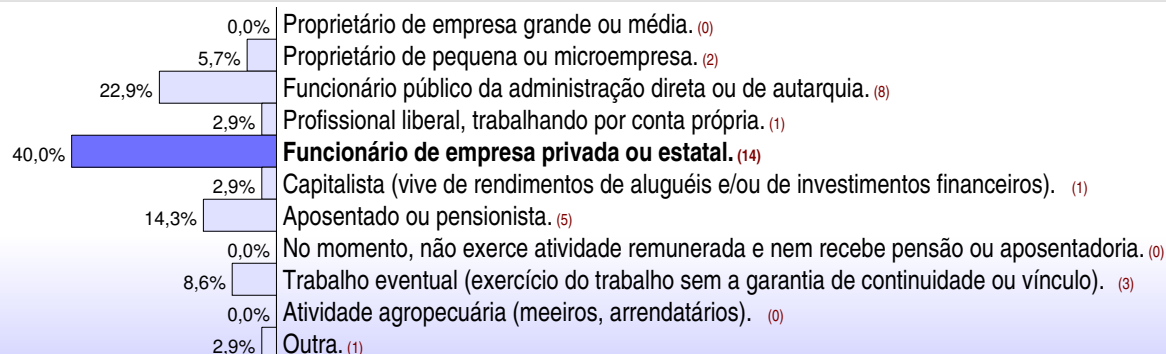 0,0% Proprietário de empresa grande ou média. (0)
5,7% Proprietário de pequena ou microempresa. (2)
22,9% Funcionário público da administração direta ou de autarquia. (8)
2,9% Profissional liberal, trabalhando por conta própria. (1)
40,0% Funcionário de empresa privada ou estatal. (14)
2,9% Capitalista (vive de rendimentos de aluguéis e/ou de investimentos financeiros). (1)
14,3% Aposentado ou pensionista. (5)
0,0% No momento, não exerce atividade remunerada e nem recebe pensão ou aposentadoria. (0)
8,6% Trabalho eventual (exercício do trabalho sem a garantia de continuidade ou vínculo). (3)
0,0% Atividade agropecuária (meeiros, arrendatários). (0)
2,9% Outra. (1)